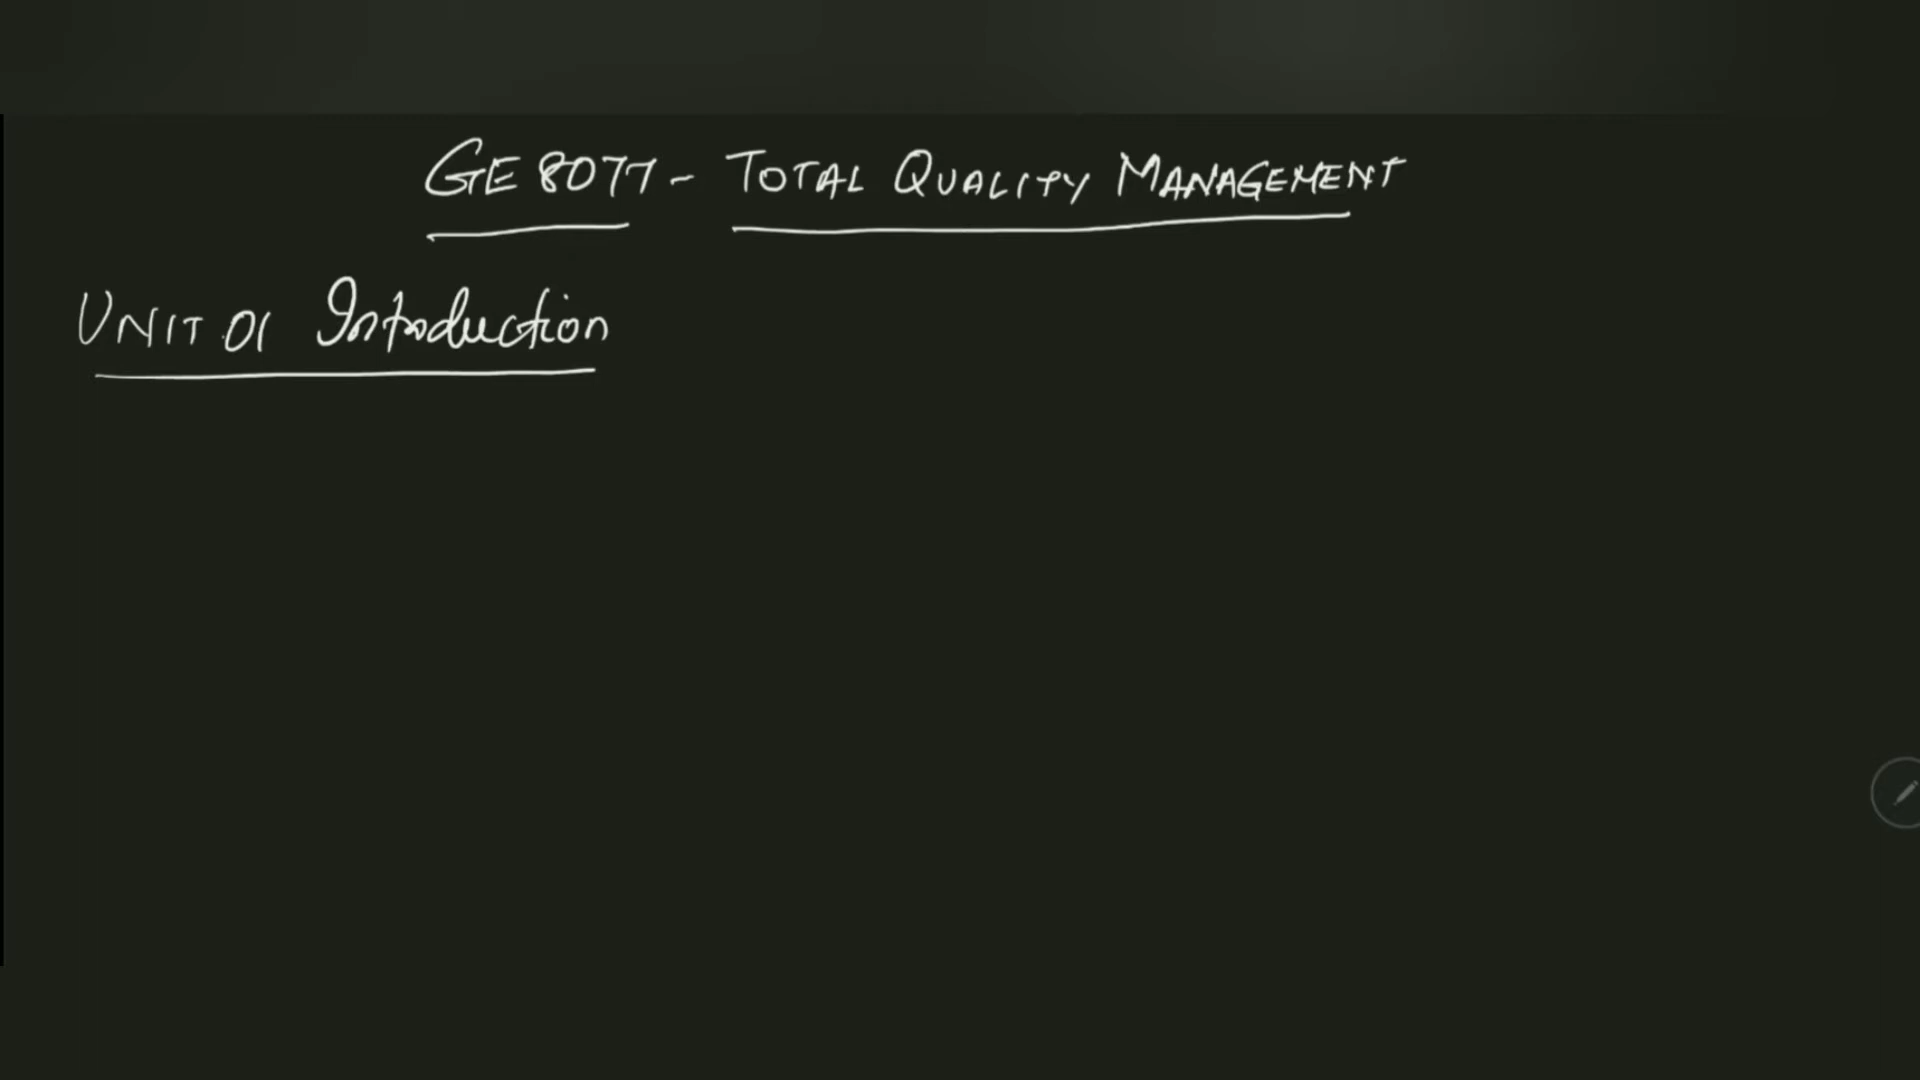 GE 8077 - TOTAL QUALITY MANAGEMENT
UNIT 01 Introduction